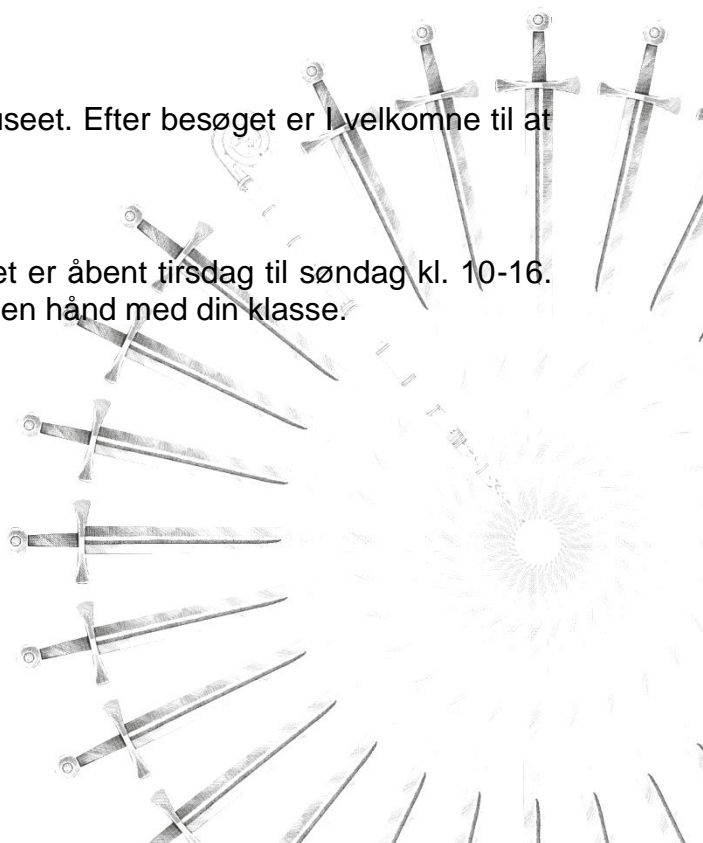 useet. Efter besøget er I velkomne til at
et er åbent tirsdag til søndag kl. 10-16.
en hånd med din klasse.